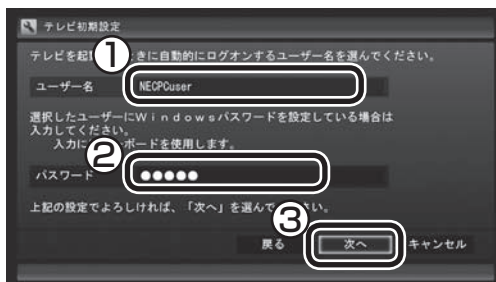 テレビ初期設定
テレビを起 ときに自動的にログオンするユーザー名を選んでください。
①
ユーザー名 NECPCuser
選択したユーザーにWindowsパスワードを設定している場合は
入力してください。
入力に ボードを使用します。
②
パスワード ●●●●●
上記の設定でよろしければ、「次へ」を選んで さい。
③
戻る 次へ キャンセル